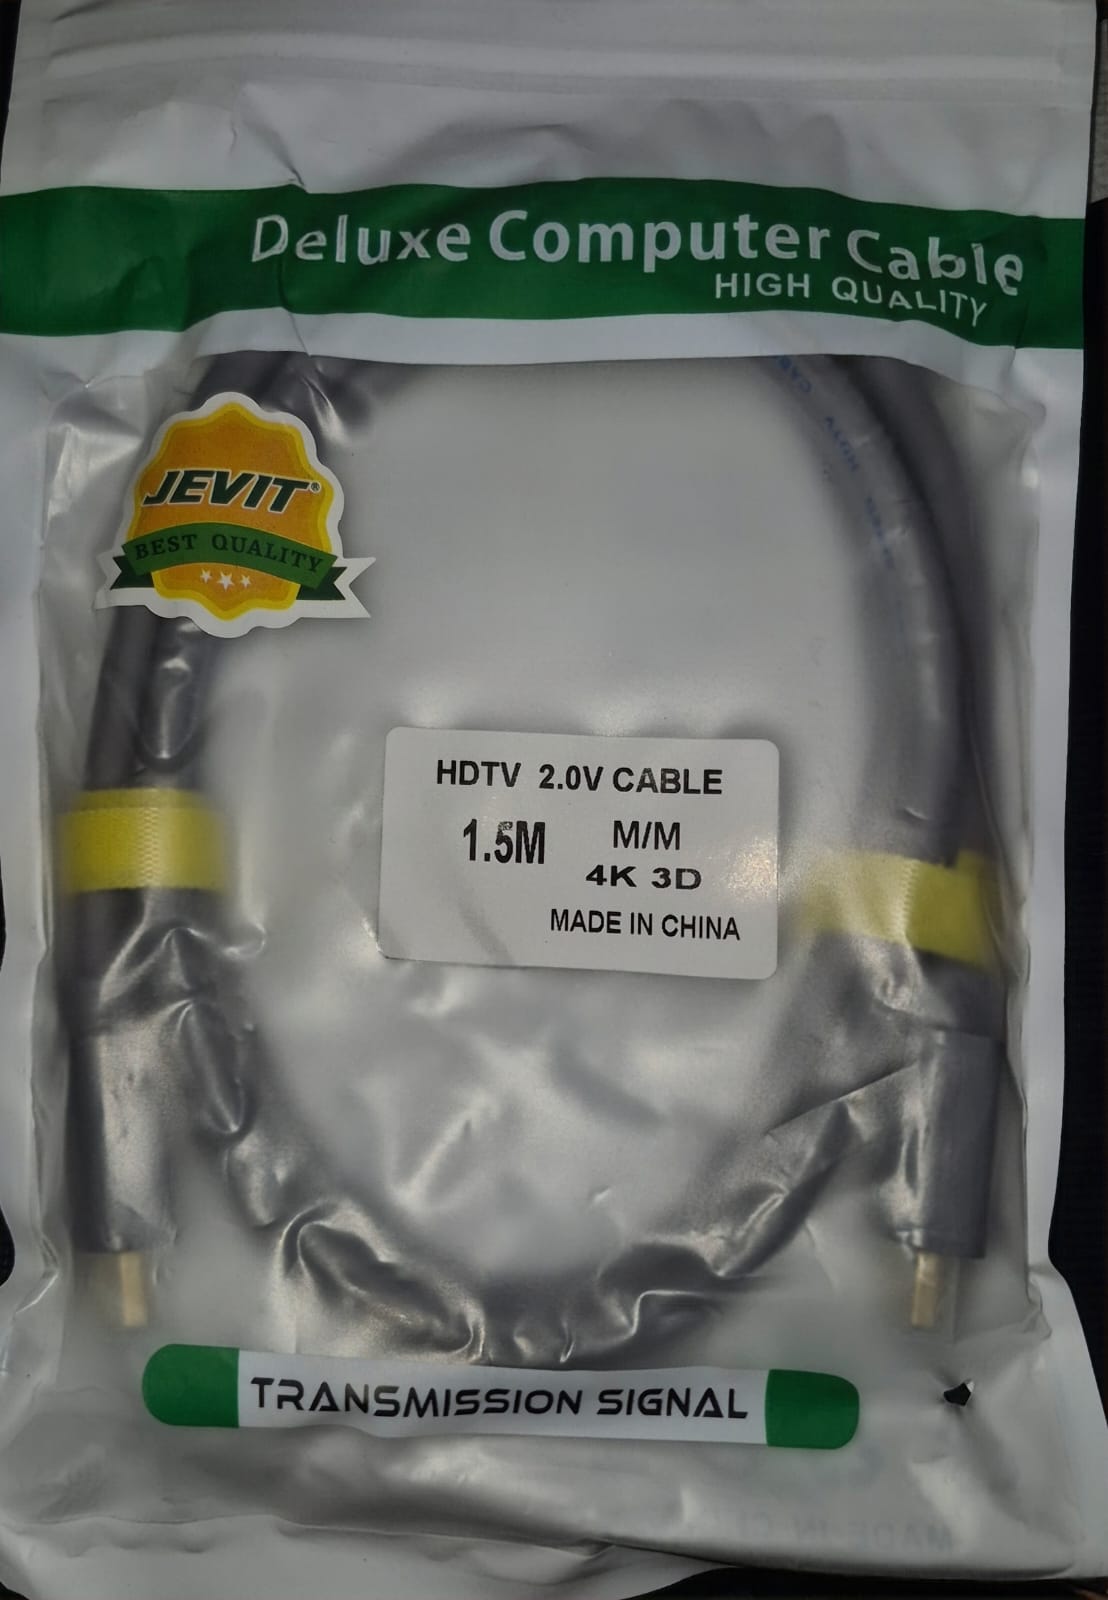 Deluxe Computer Cable
HIGH QUALITY
JEVIT®
BEST QUALITY
HDTV 2.0V CABLE
1.5M M/M
4K 3D
MADE IN CHINA
TRANSMISSION SIGNAL